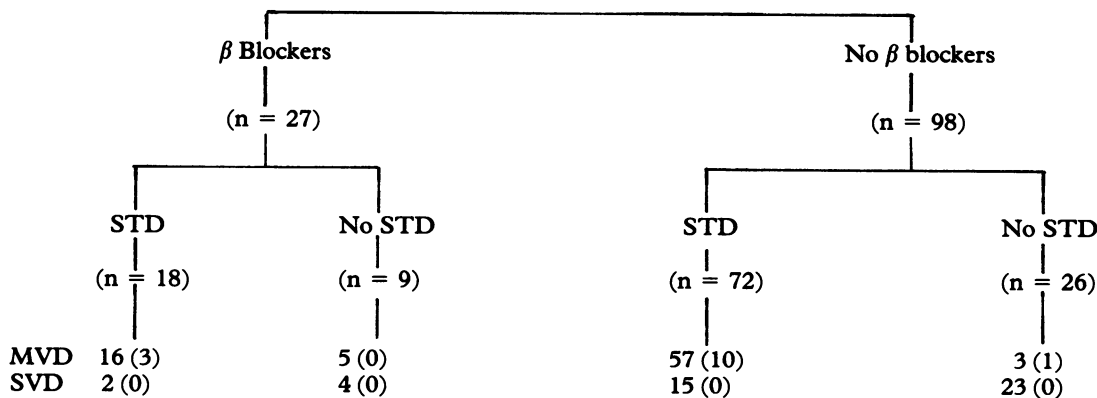 β Blockers No β blockers
(n = 27) (n = 98)
STD No STD STD No STD
(n = 18) (n = 9) (n = 72) (n = 26)
MVD 16 (3) 5 (0) 57 (10) 3 (1)
SVD 2 (0) 4 (0) 15 (0) 23 (0)